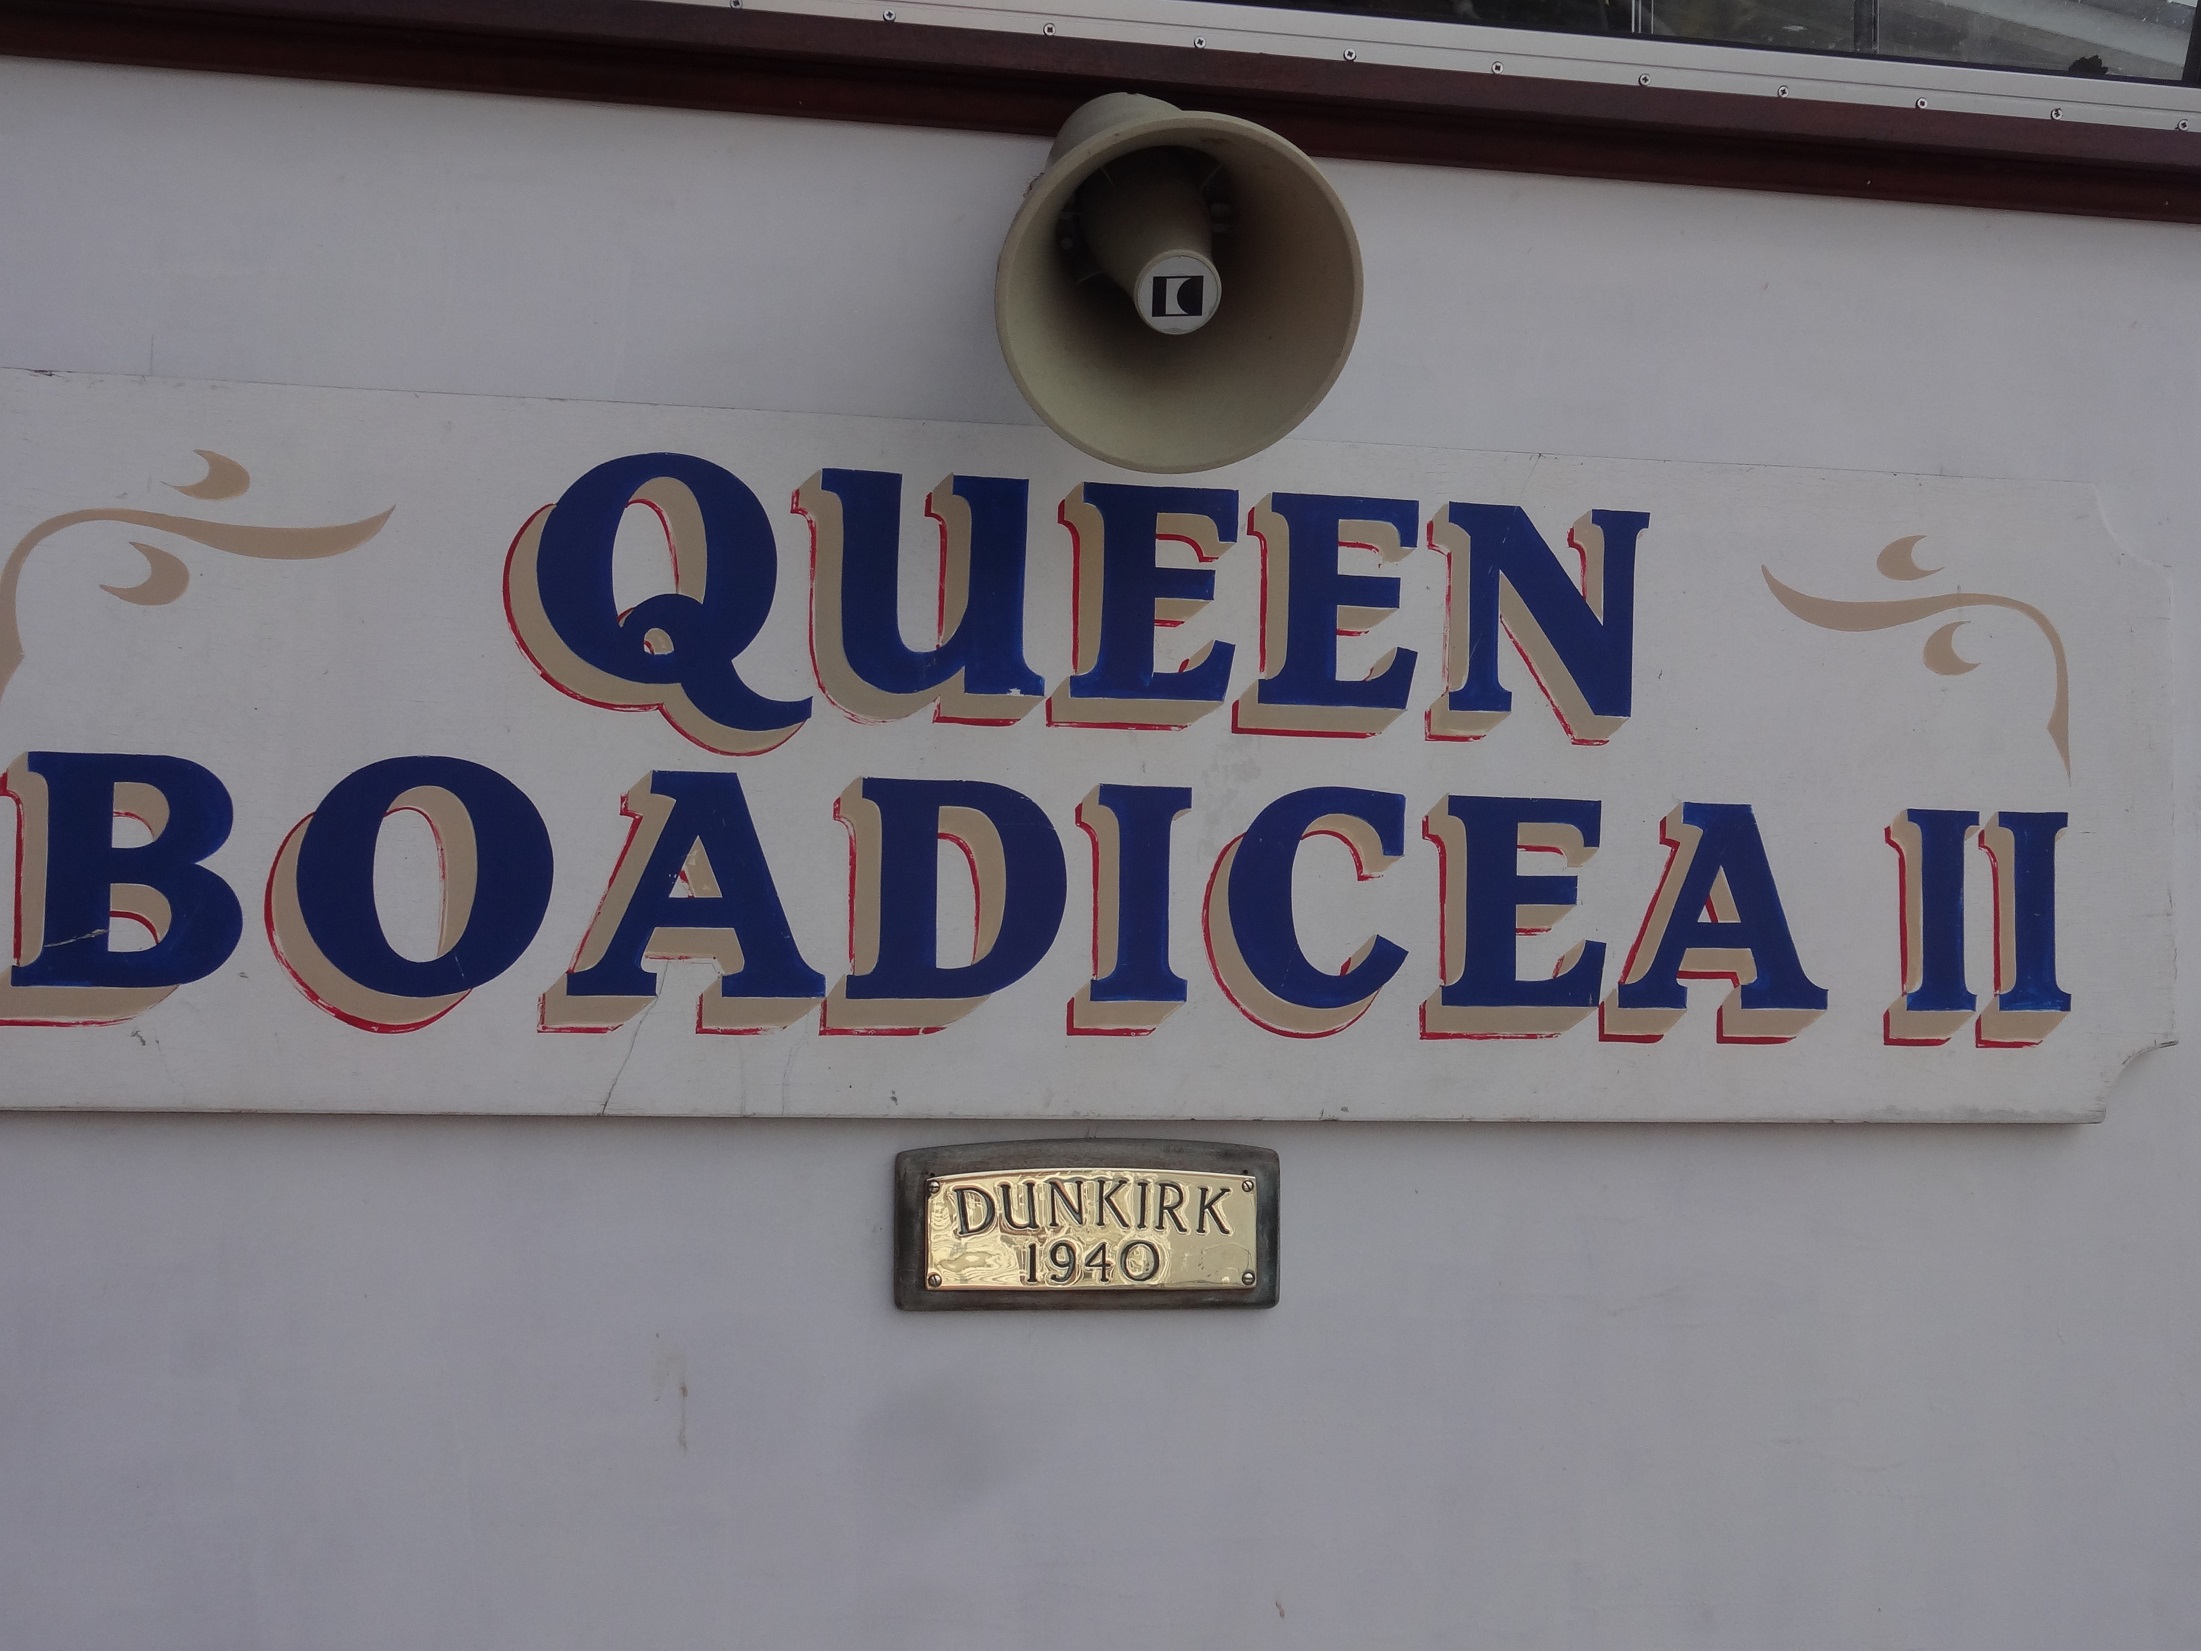 QUEEN
BOADICEA II
DUNKIRK
1940